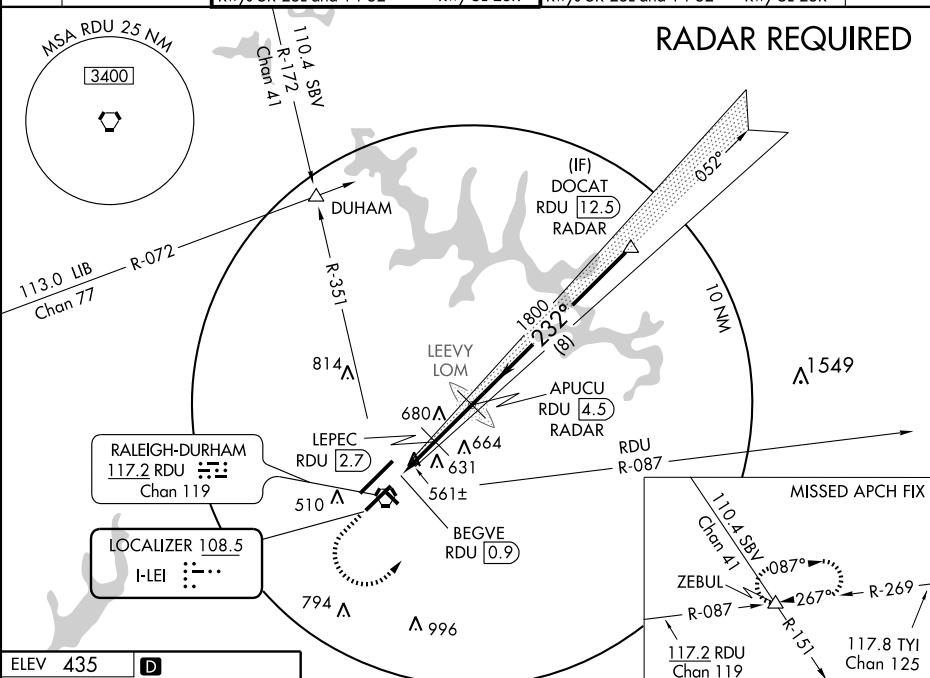 RADAR REQUIRED
MSA RDU 25 NM
3400
110.4 SBV
R-172
Chan 41
DUHAM
113.0 LIB
R-072
Chan 77
R-351
(IF)
DOCAT
RDU 12.5
RADAR
052°
10 NM
1800
232°
(8)
LEEVY
LOM
APUCU
RDU 4.5
RADAR
814
1549
680
664
631
LEPEC
RDU 2.7
561±
RDU
R-087
RALEIGH-DURHAM
117.2 RDU
Chan 119
510
BEGVE
RDU 0.9
LOCALIZER 108.5
I-LEI
794
996
MISSED APCH FIX
110.4 SBV
Chan 41
ZEBUL
087°
267°
R-269
R-087
R-151
117.2 RDU
Chan 119
117.8 TYI
Chan 125
ELEV 435
D